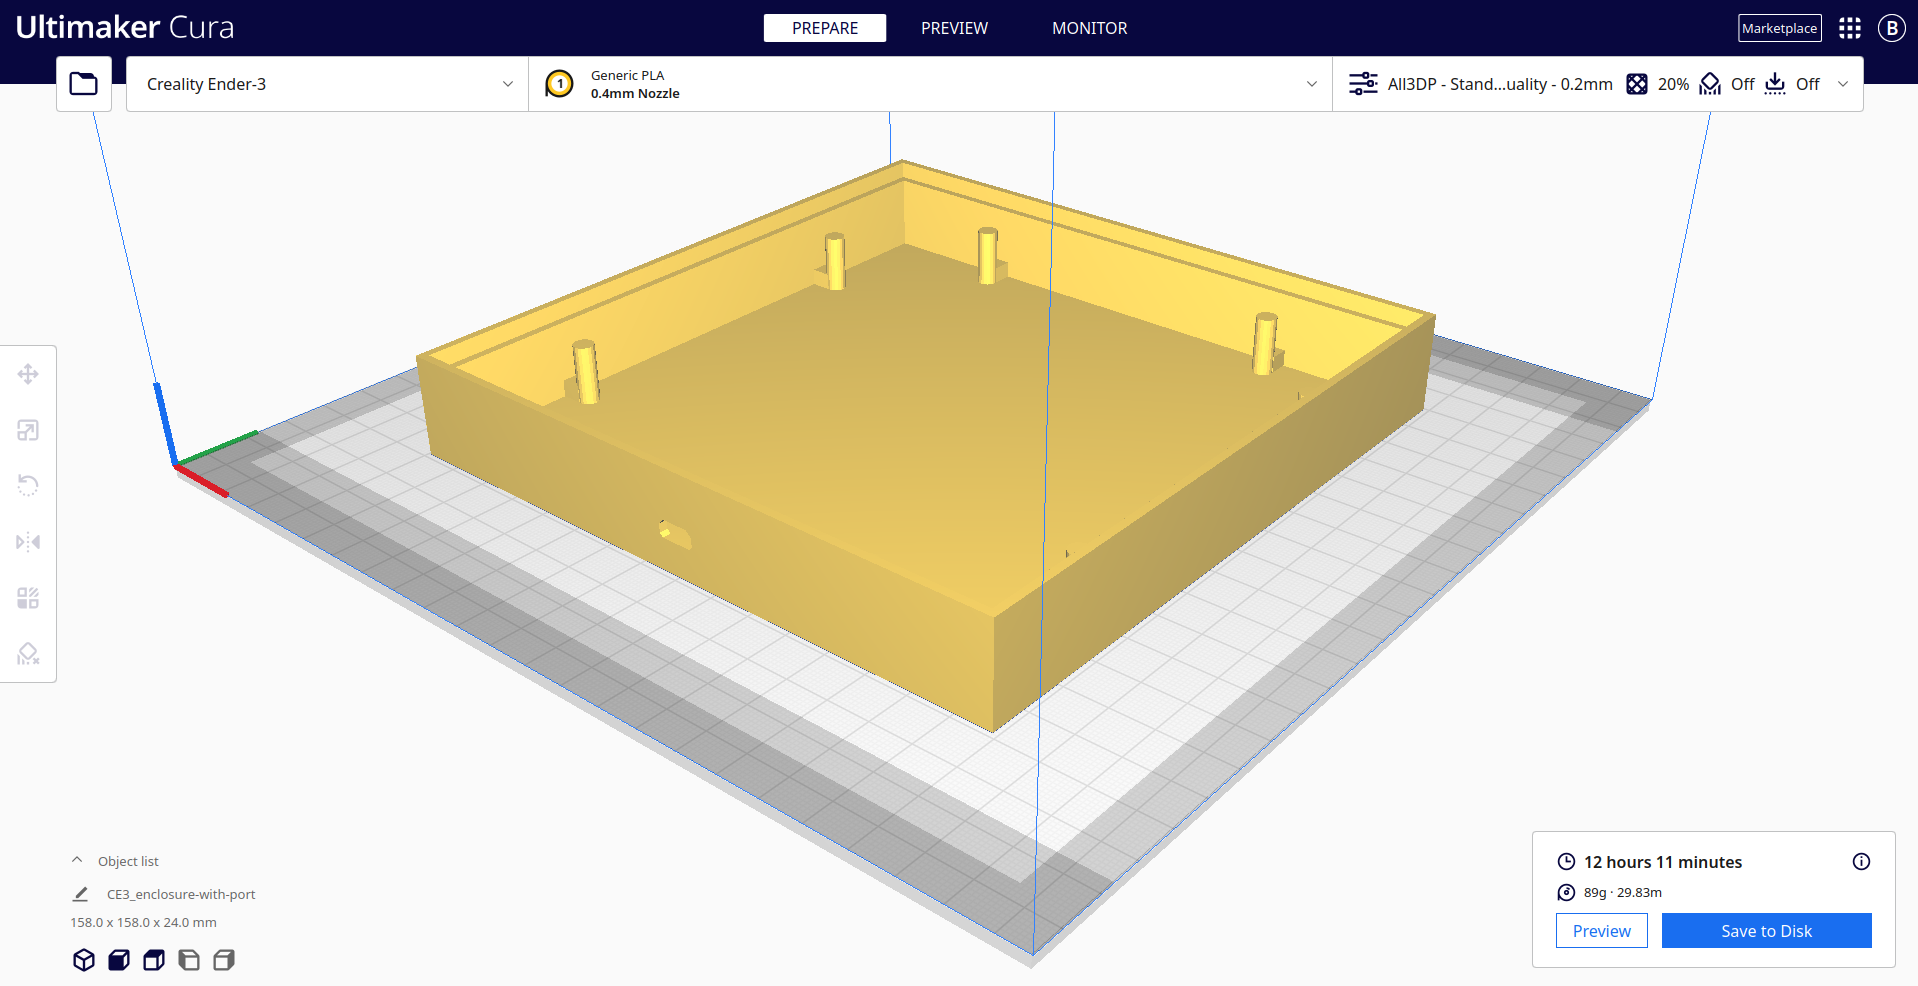 Ultimaker Cura
PREPARE
PREVIEW
MONITOR
Marketplace
B
Creality Ender-3
1
Generic PLA
0.4mm Nozzle
All3DP - Stand...uality - 0.2mm
20%
Off
Off
Object list
CE3_enclosure-with-port
158.0 x 158.0 x 24.0 mm
12 hours 11 minutes
89g · 29.83m
Preview
Save to Disk